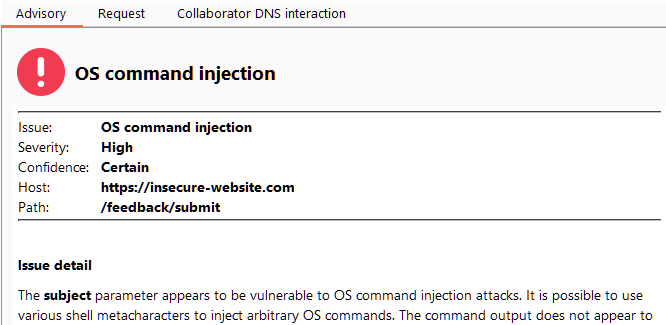 Advisory Request Collaborator DNS interaction
OS command injection
Issue: OS command injection
Severity: High
Confidence: Certain
Host: https://insecure-website.com
Path: /feedback/submit
Issue detail
The subject parameter appears to be vulnerable to OS command injection attacks. It is possible to use
various shell metacharacters to inject arbitrary OS commands. The command output does not appear to